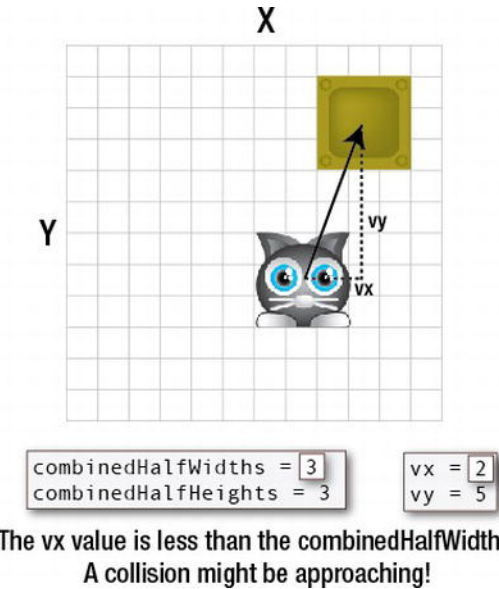 X
Y
vy
vx
combinedHalfWidths = 3
combinedHalfHeights = 3
vx = 2
vy = 5
The vx value is less than the combinedHalfWidth
A collision might be approaching!